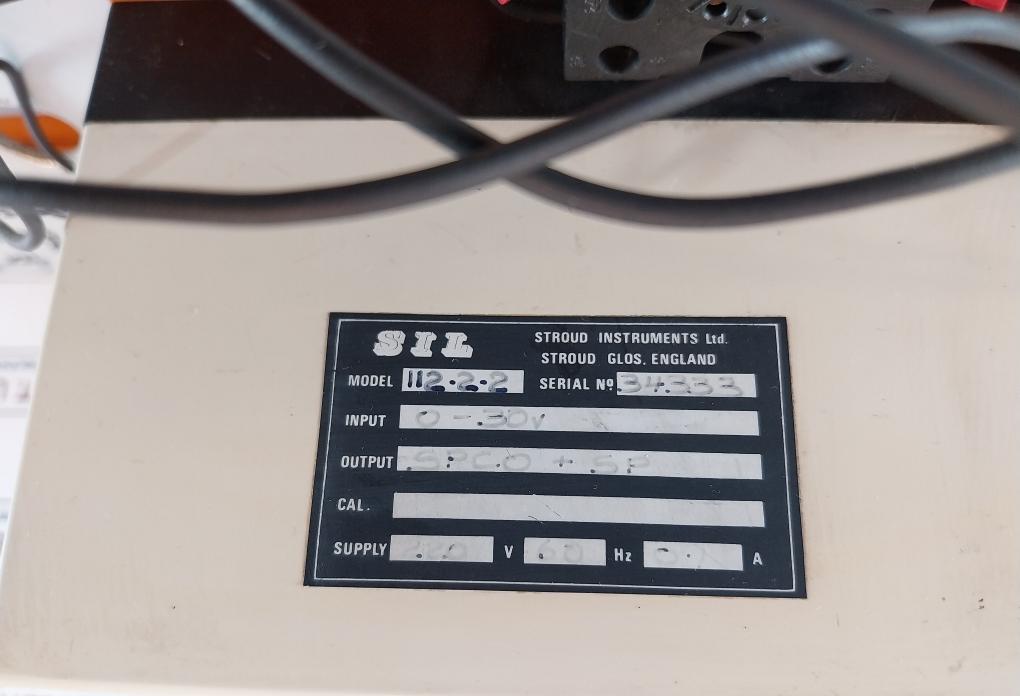 SIL
STROUD INSTRUMENTS Ltd.
STROUD GLOS. ENGLAND
MODEL 112·2·2 SERIAL Nº 34333
INPUT 0-30v
OUTPUT SPCO + SP
CAL.
SUPPLY 220 V 60 Hz A